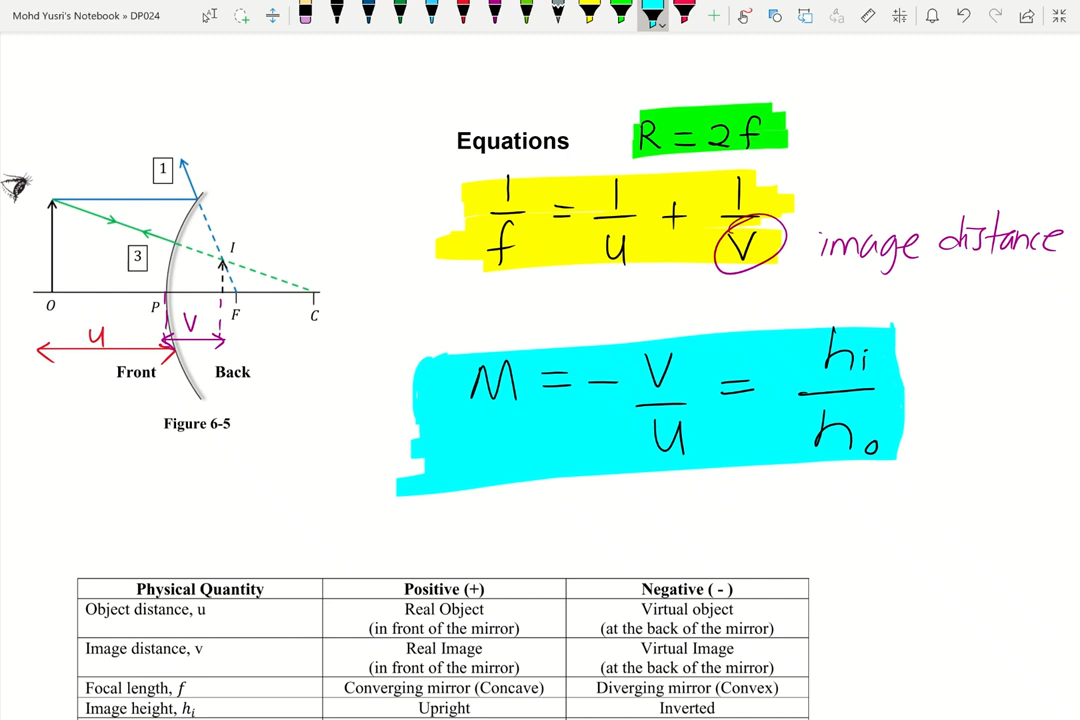 Mohd Yusri's Notebook » DP024
Equations
R = 2f
1/f = 1/u + 1/v
image distance
M = - v/u = hi/ho
1
3
I
O
P
F
C
u
v
Front
Back
Figure 6-5
Physical Quantity Positive (+) Negative ( - )
Object distance, u Real Object Virtual object
(in front of the mirror) (at the back of the mirror)
Image distance, v Real Image Virtual Image
(in front of the mirror) (at the back of the mirror)
Focal length, f Converging mirror (Concave) Diverging mirror (Convex)
Image height, hi Upright Inverted